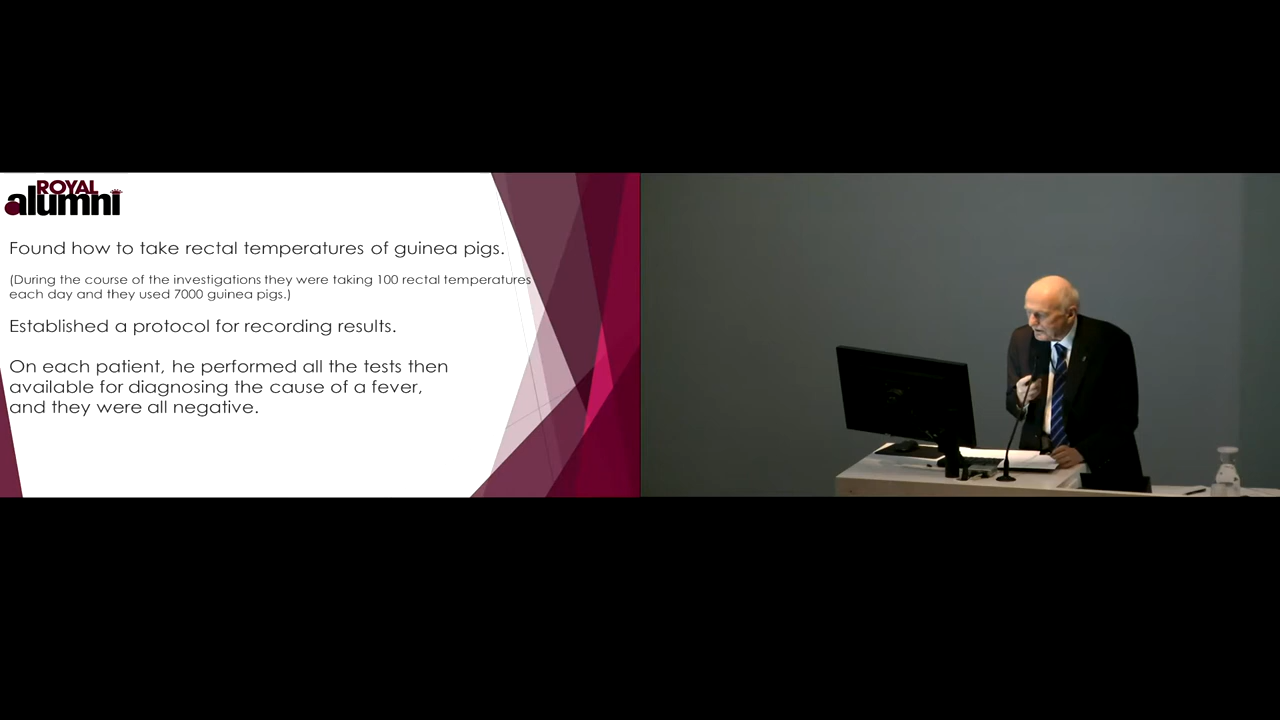 ROYAL
alumni
Found how to take rectal temperatures of guinea pigs.
(During the course of the investigations they were taking 100 rectal temperatures
each day and they used 7000 guinea pigs.)
Established a protocol for recording results.
On each patient, he performed all the tests then
available for diagnosing the cause of a fever,
and they were all negative.